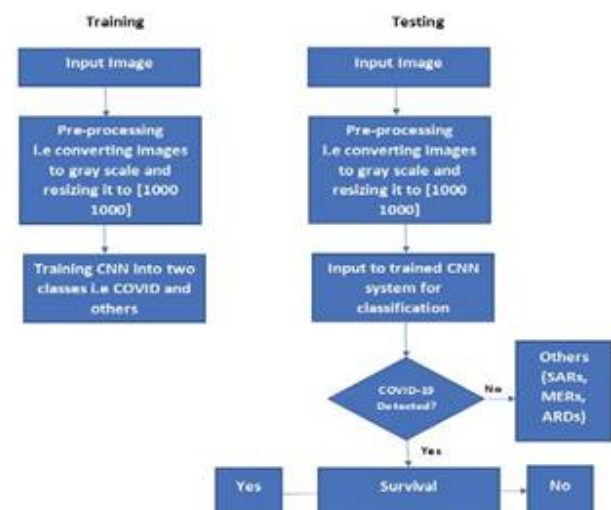 Training
Input Image
Pre-processing
i.e converting images
to gray scale and
resizing it to [1000
1000]
Training CNN into two
classes i.e COVID and
others
Testing
Input Image
Pre-processing
i.e converting images
to gray scale and
resizing it to [1000
1000]
Input to trained CNN
system for
classification
COVID-19
Detected?
No
Others
(SARs,
MERs,
ARDs)
Yes
Yes
Survival
No